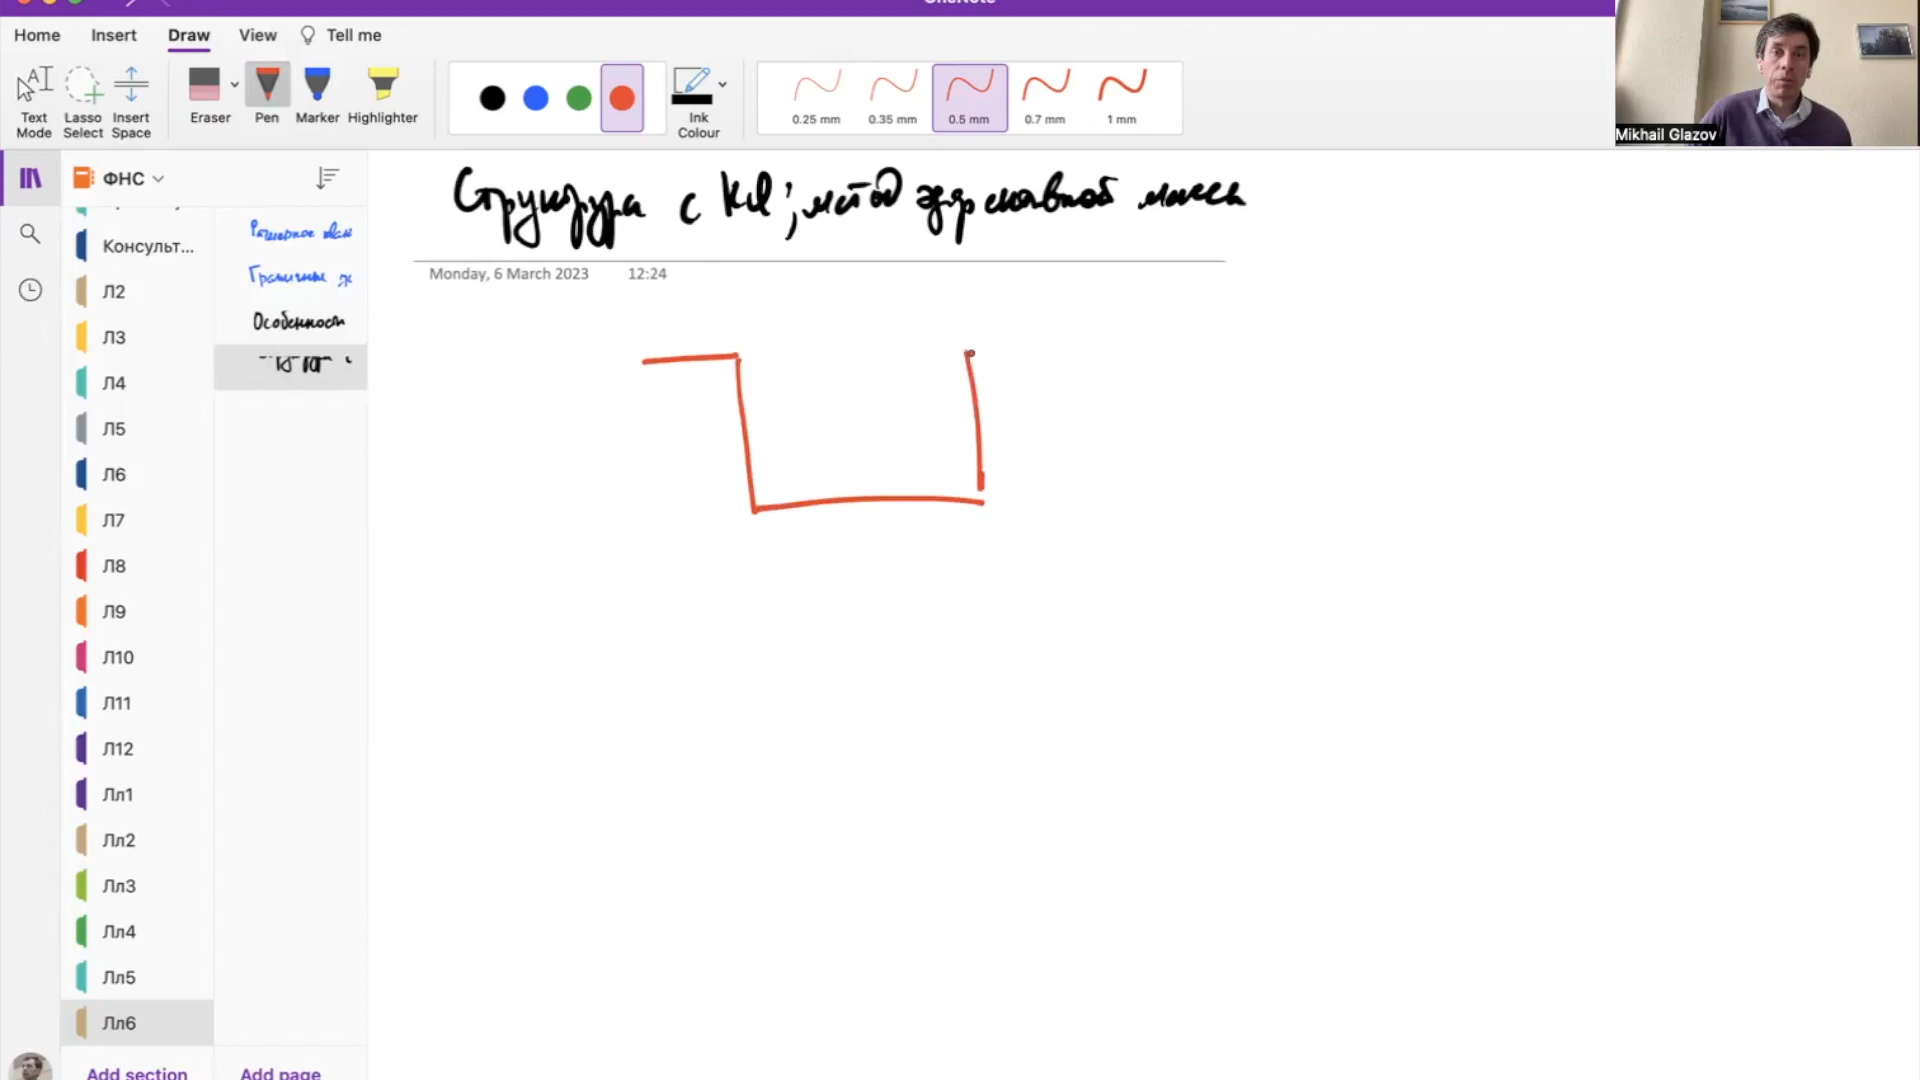 OneNote
Home Insert Draw View Tell me
Text Mode
Lasso Select
Insert Space
Eraser
Pen
Marker
Highlighter
Ink Colour
0.25 mm
0.35 mm
0.5 mm
0.7 mm
1 mm
Mikhail Glazov
ФНС
Консульт...
Л2
Л3
Л4
Л5
Л6
Л7
Л8
Л9
Л10
Л11
Л12
Лл1
Лл2
Лл3
Лл4
Лл5
Лл6
Add section
Граничные
Особенности
Add page
Структура с КЯ; метод эффективной массы
Monday, 6 March 2023 12:24